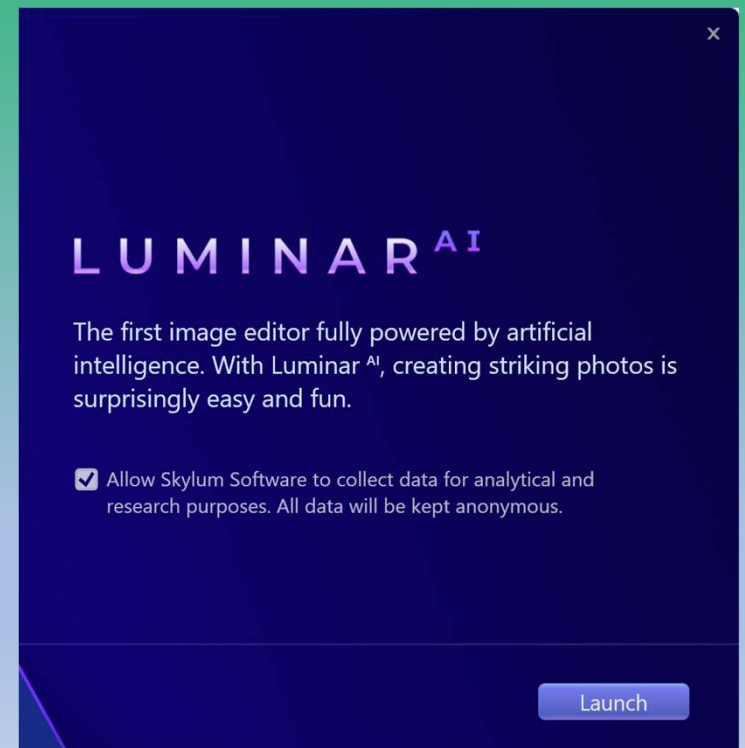 x
LUMINAR AI
The first image editor fully powered by artificial
intelligence. With Luminar AI, creating striking photos is
surprisingly easy and fun.
Allow Skylum Software to collect data for analytical and
research purposes. All data will be kept anonymous.
Launch